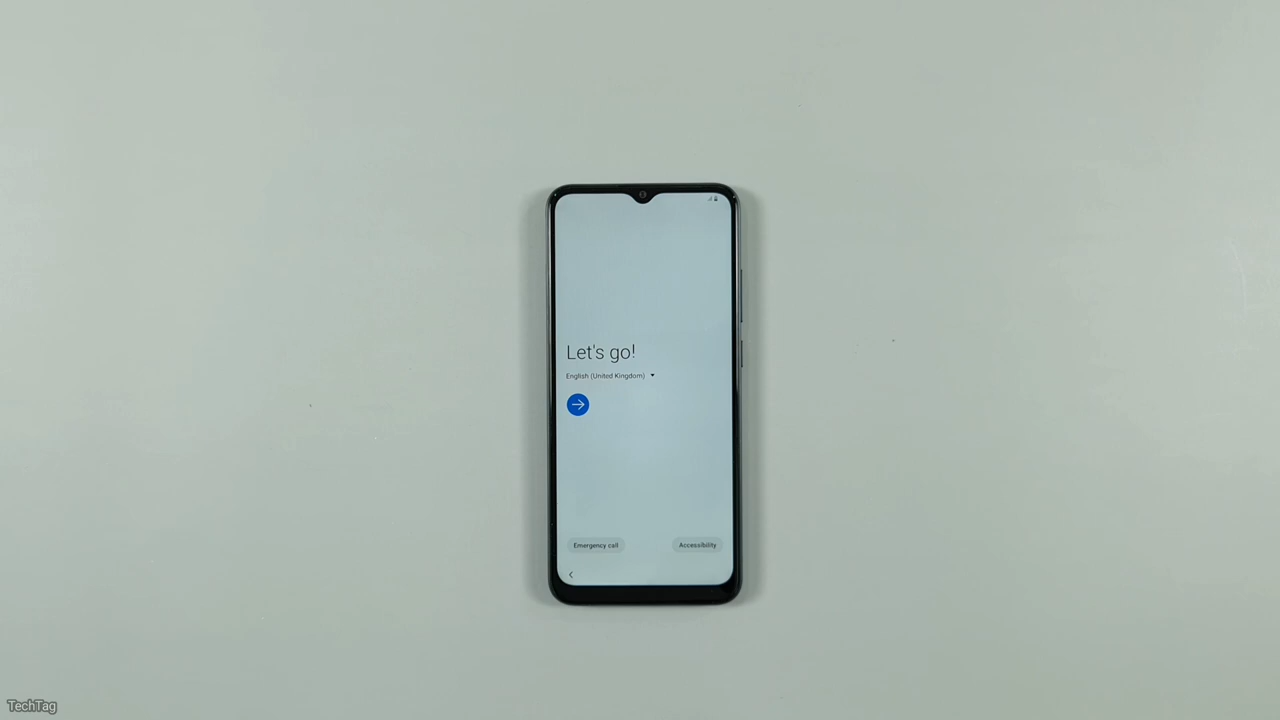 Let's go!
English (United Kingdom)
Emergency call
Accessibility
TechTag